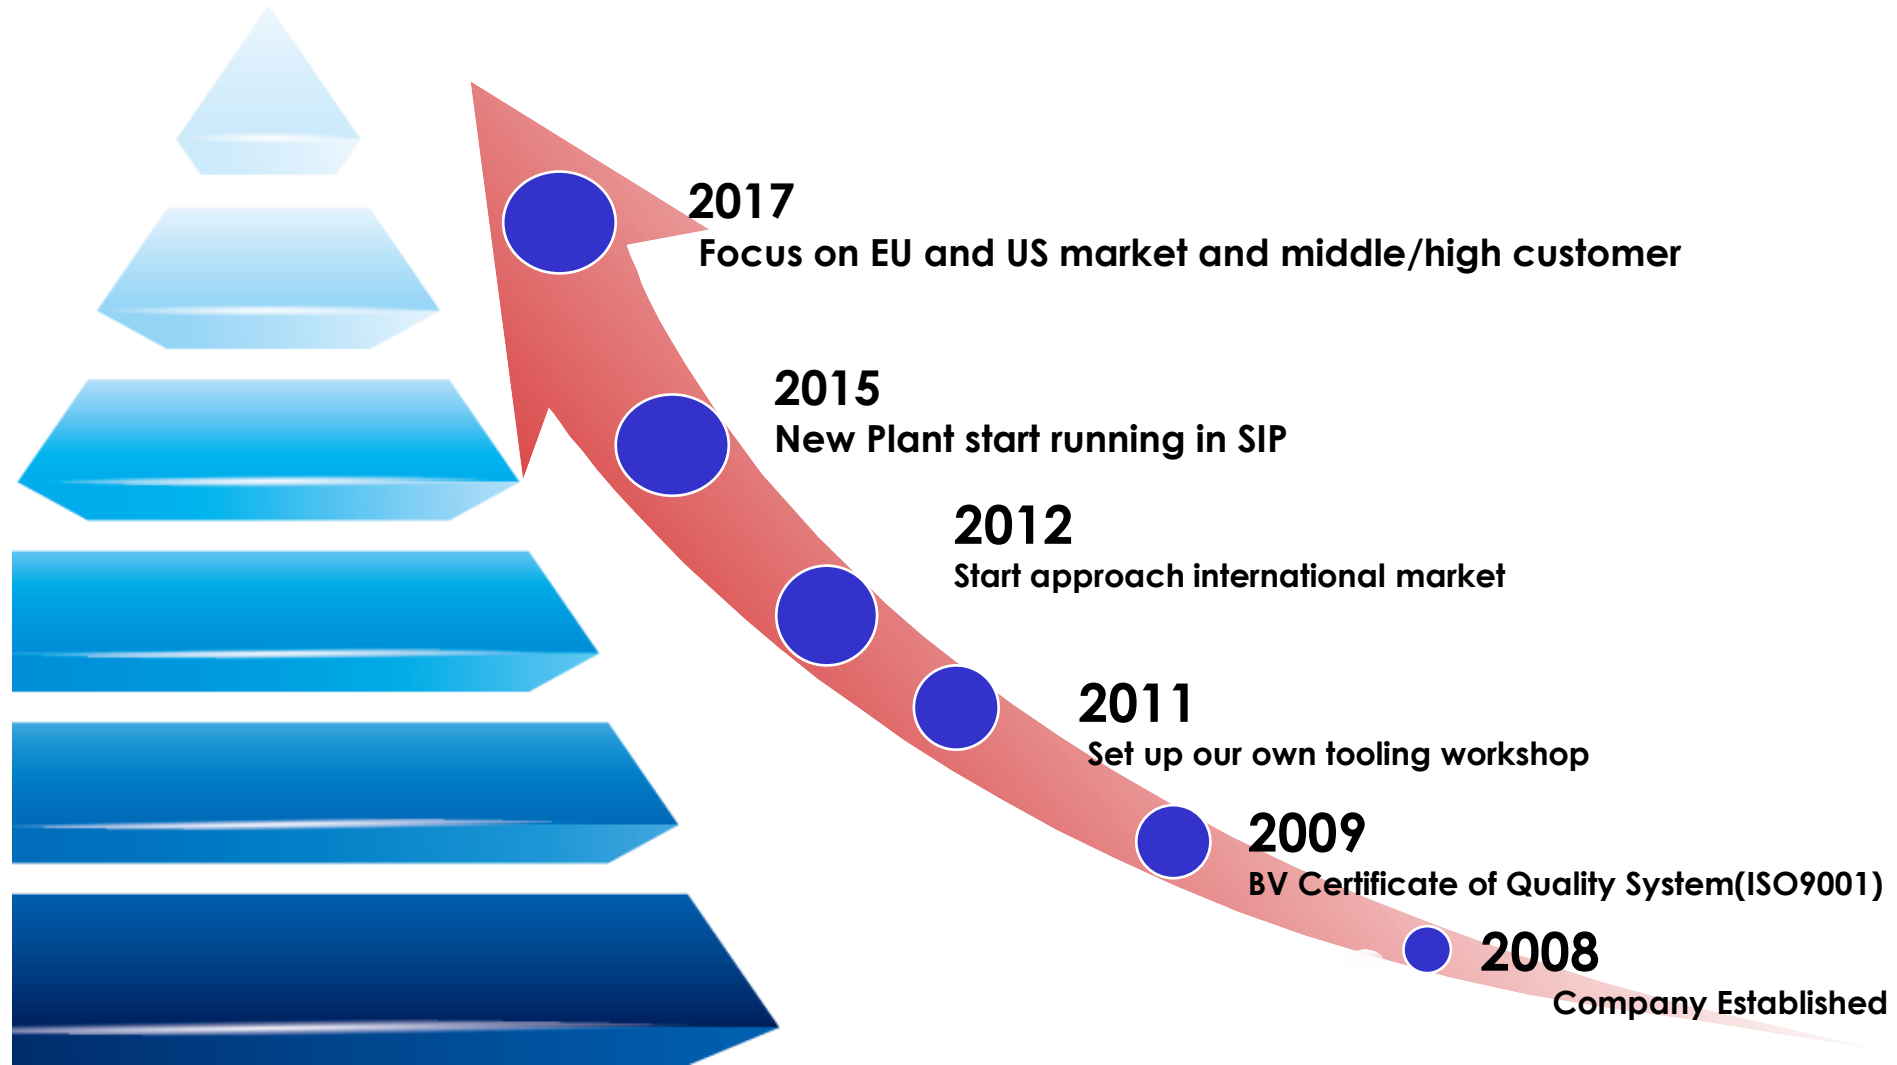 2017
Focus on EU and US market and middle/high customer
2015
New Plant start running in SIP
2012
Start approach international market
2011
Set up our own tooling workshop
2009
BV Certificate of Quality System(ISO9001)
2008
Company Established